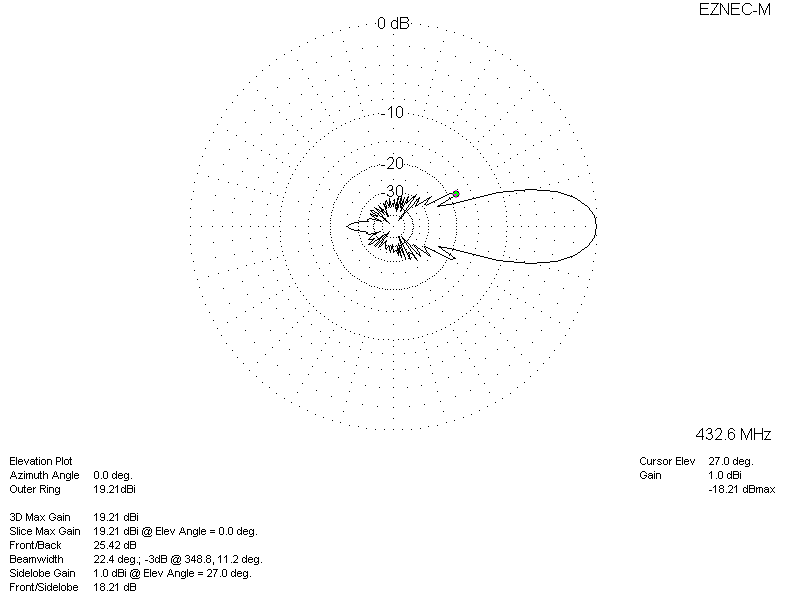 EZNEC-M
0 dB
-10
-20
-30
432.6 MHz
Elevation Plot
Azimuth Angle 0.0 deg.
Outer Ring 19.21dBi
Cursor Elev 27.0 deg.
Gain 1.0 dBi
-18.21 dBmax
3D Max Gain 19.21 dBi
Slice Max Gain 19.21 dBi @ Elev Angle = 0.0 deg.
Front/Back 25.42 dB
Beamwidth 22.4 deg.; -3dB @ 348.8, 11.2 deg.
Sidelobe Gain 1.0 dBi @ Elev Angle = 27.0 deg.
Front/Sidelobe 18.21 dB